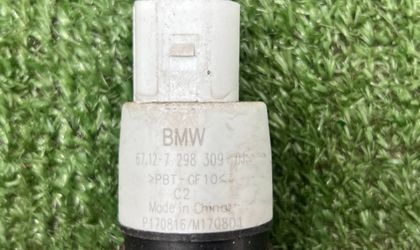 BMW
67.12-7 298 309
>PBT-GF10<
C2
Made in China
P170816/M170801